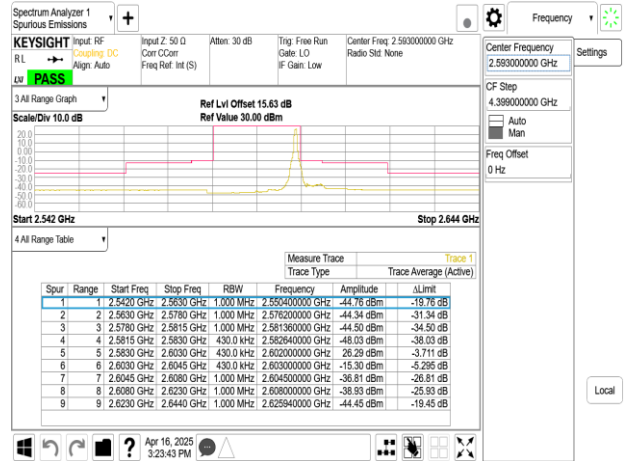 Spectrum Analyzer 1
Spurious Emissions
Frequency
KEYSIGHT
Input: RF
Coupling: DC
Align: Auto
Input Z: 50 Ω
Corr CCorr
Freq Ref: Int (S)
Atten: 30 dB
Trig: Free Run
Gate: LO
IF Gain: Low
Center Freq: 2.593000000 GHz
Radio Std: None
RL
LXI
PASS
Center Frequency
2.593000000 GHz
Settings
CF Step
4.399000000 GHz
Auto
Man
Freq Offset
0 Hz
3 All Range Graph
Scale/Div 10.0 dB
Ref Lvl Offset 15.63 dB
Ref Value 30.00 dBm
20.0
10.0
0.00
-10.0
-20.0
-30.0
-40.0
-50.0
-60.0
Start 2.542 GHz
Stop 2.644 GHz
4 All Range Table
Measure Trace Trace 1
Trace Type Trace Average (Active)
Spur Range Start Freq Stop Freq RBW Frequency Amplitude ΔLimit
1 1 2.5420 GHz 2.5630 GHz 1.000 MHz 2.550400000 GHz -44.76 dBm -19.76 dB
2 2 2.5630 GHz 2.5780 GHz 1.000 MHz 2.576200000 GHz -44.34 dBm -31.34 dB
3 3 2.5780 GHz 2.5815 GHz 1.000 MHz 2.581360000 GHz -44.50 dBm -34.50 dB
4 4 2.5815 GHz 2.5830 GHz 430.0 kHz 2.582640000 GHz -48.03 dBm -38.03 dB
5 5 2.5830 GHz 2.6030 GHz 430.0 kHz 2.602000000 GHz 26.29 dBm -3.711 dB
6 6 2.6030 GHz 2.6045 GHz 430.0 kHz 2.603000000 GHz -15.30 dBm -5.295 dB
7 7 2.6045 GHz 2.6080 GHz 1.000 MHz 2.604500000 GHz -36.81 dBm -26.81 dB
8 8 2.6080 GHz 2.6230 GHz 1.000 MHz 2.608000000 GHz -38.93 dBm -25.93 dB
9 9 2.6230 GHz 2.6440 GHz 1.000 MHz 2.625940000 GHz -44.45 dBm -19.45 dB
Local
Apr 16, 2025
3:23:43 PM